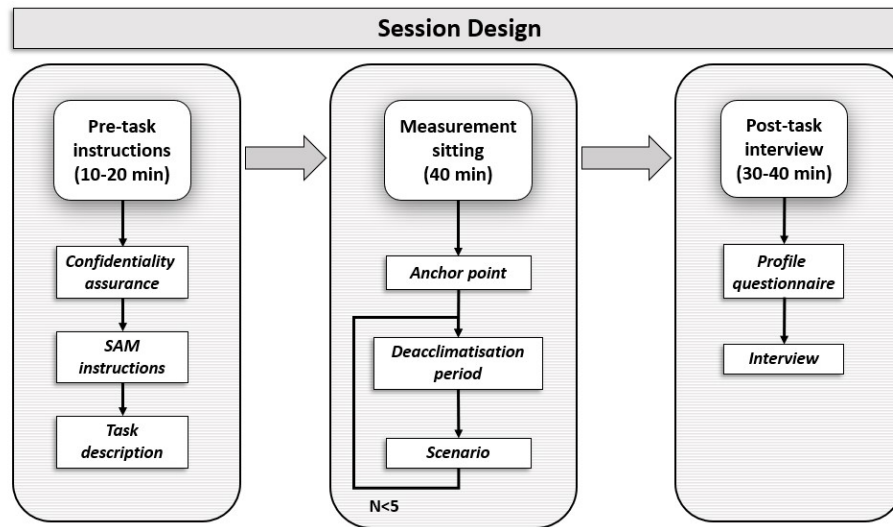 Session Design
Pre-task
instructions
(10-20 min)
Confidentiality
assurance
SAM
instructions
Task
description
Measurement
sitting
(40 min)
Anchor point
Deacclimatisation
period
Scenario
N<5
Post-task
interview
(30-40 min)
Profile
questionnaire
Interview